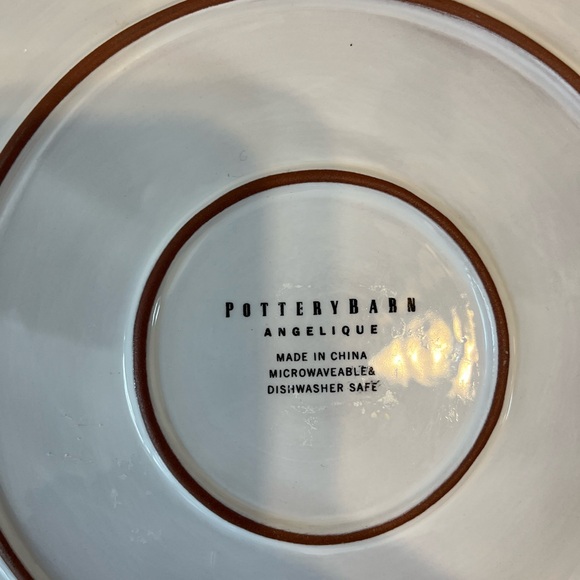 POTTERYBARN
ANGELIQUE
MADE IN CHINA
MICROWAVEABLE&
DISHWASHER SAFE